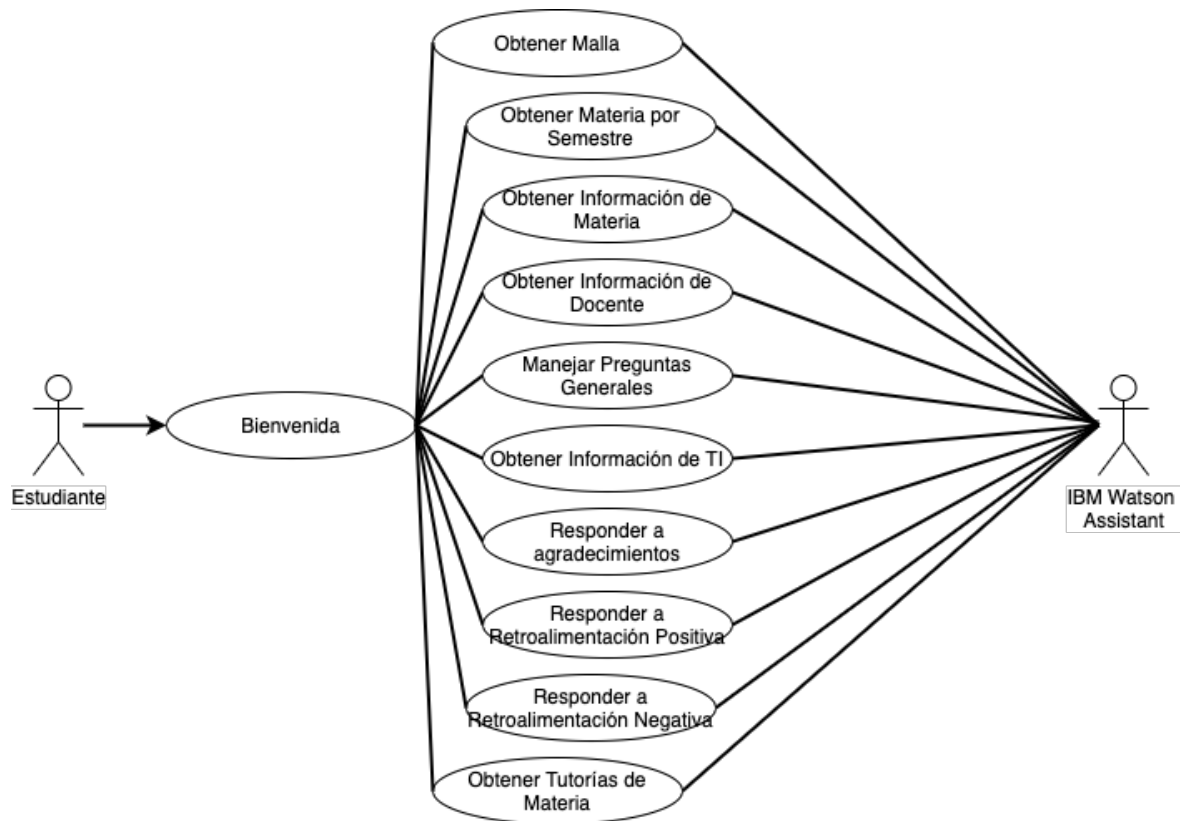 Obtener Malla
Obtener Materia por
Semestre
Obtener Información de
Materia
Obtener Información de
Docente
Manejar Preguntas
Generales
Bienvenida
Obtener Información de TI
Estudiante
IBM Watson
Assistant
Responder a
agradecimientos
Responder a
Retroalimentación Positiva
Responder a
Retroalimentación Negativa
Obtener Tutorías de
Materia